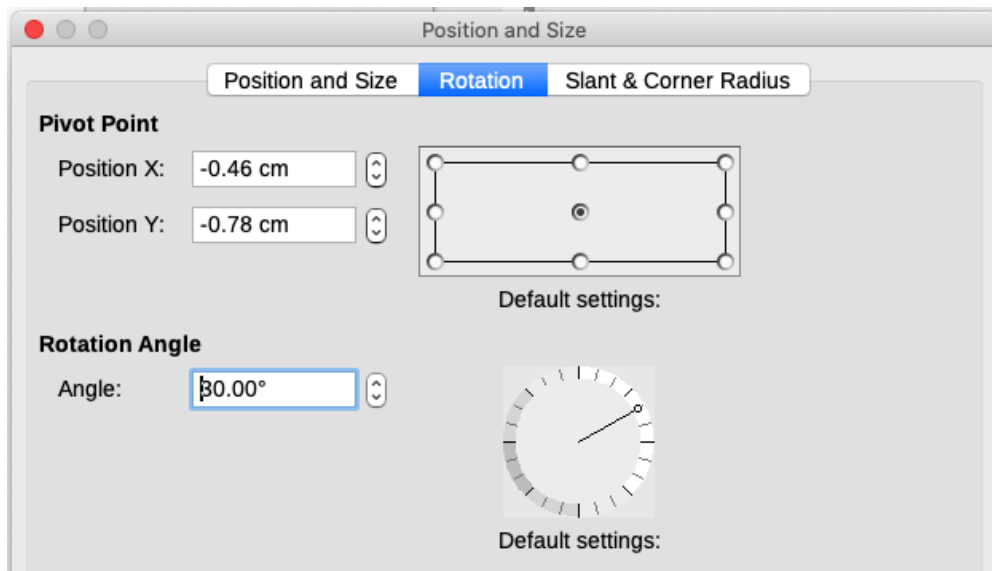 Position and Size
Position and Size Rotation Slant & Corner Radius
Pivot Point
Position X: -0.46 cm
Position Y: -0.78 cm
Default settings:
Rotation Angle
Angle: 30.00°
Default settings: